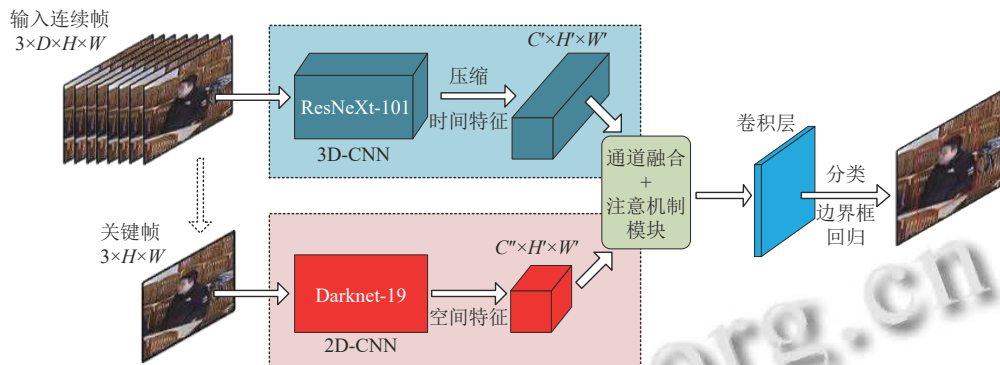 输入连续帧
3×D×H×W
ResNeXt-101
3D-CNN
压缩
时间特征
C′×H′×W′
关键帧
3×H×W
Darknet-19
2D-CNN
空间特征
C″×H′×W′
通道融合
+
注意机制
模块
卷积层
分类
边界框
回归
org.cn